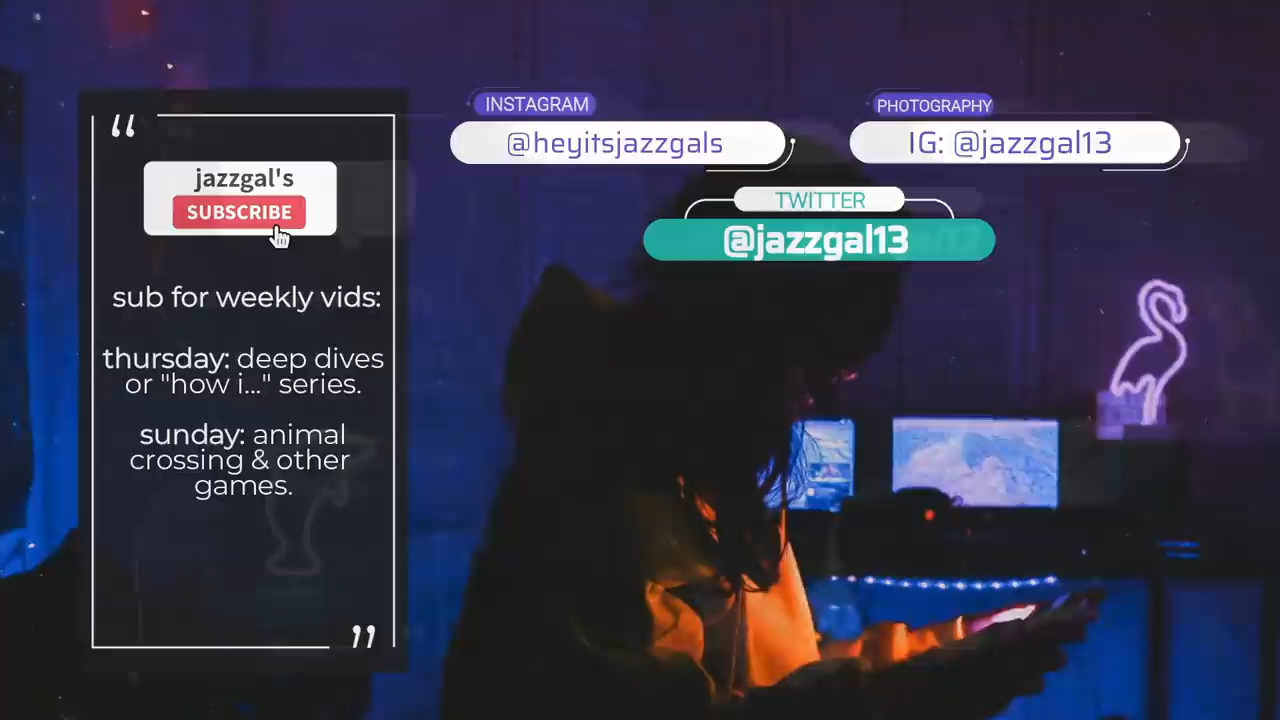 “
jazzgal's
SUBSCRIBE
sub for weekly vids:
thursday: deep dives
or "how i..." series.
sunday: animal
crossing & other
games.
”
INSTAGRAM
@heyitsjazzgals
PHOTOGRAPHY
IG: @jazzgal13
TWITTER
@jazzgal13